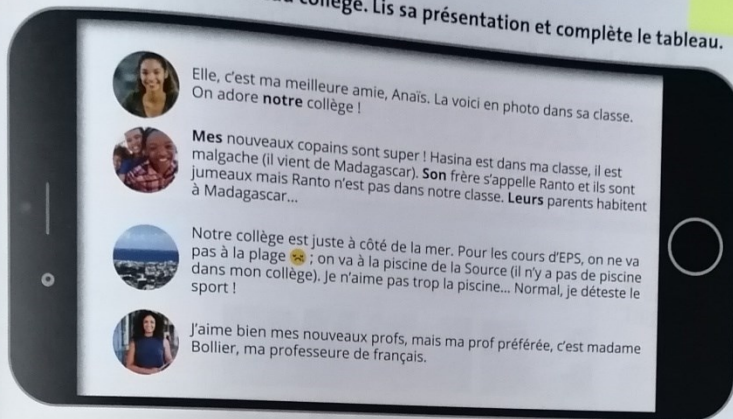 collège. Lis sa présentation et complète le tableau.
Elle, c'est ma meilleure amie, Anaïs. La voici en photo dans sa classe.
On adore notre collège !
Mes nouveaux copains sont super ! Hasina est dans ma classe, il est
malgache (il vient de Madagascar). Son frère s'appelle Ranto et ils sont
jumeaux mais Ranto n'est pas dans notre classe. Leurs parents habitent
à Madagascar...
Notre collège est juste à côté de la mer. Pour les cours d'EPS, on ne va
pas à la plage ; on va à la piscine de la Source (il n'y a pas de piscine
dans mon collège). Je n'aime pas trop la piscine... Normal, je déteste le
sport !
J'aime bien mes nouveaux profs, mais ma prof préférée, c'est madame
Bollier, ma professeure de français.